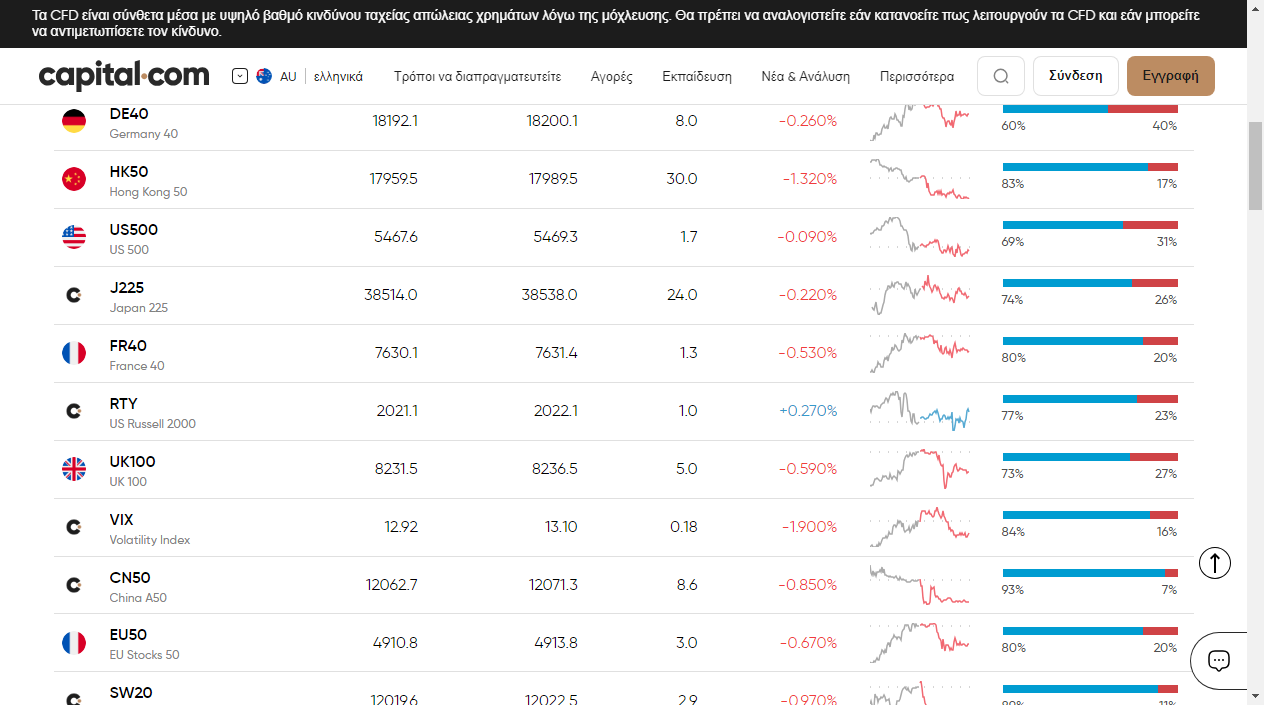 Τα CFD είναι σύνθετα μέσα με υψηλό βαθμό κινδύνου ταχείας απώλειας χρημάτων λόγω της μόχλευσης. Θα πρέπει να αναλογιστείτε εάν κατανοείτε πως λειτουργούν τα CFD και εάν μπορείτε
να αντιμετωπίσετε τον κίνδυνο.
capital.com AU ελληνικά Τρόποι να διαπραγματευτείτε Αγορές Εκπαίδευση Νέα & Ανάλυση Περισσότερα Σύνδεση Εγγραφή
DE40
Germany 40
18192.1 18200.1 8.0 -0.260%
60% 40%
HK50
Hong Kong 50
17959.5 17989.5 30.0 -1.320%
83% 17%
US500
US 500
5467.6 5469.3 1.7 -0.090%
69% 31%
J225
Japan 225
38514.0 38538.0 24.0 -0.220%
74% 26%
FR40
France 40
7630.1 7631.4 1.3 -0.530%
80% 20%
RTY
US Russell 2000
2021.1 2022.1 1.0 +0.270%
77% 23%
UK100
UK 100
8231.5 8236.5 5.0 -0.590%
73% 27%
VIX
Volatility Index
12.92 13.10 0.18 -1.900%
84% 16%
CN50
China A50
12062.7 12071.3 8.6 -0.850%
93% 7%
EU50
EU Stocks 50
4910.8 4913.8 3.0 -0.670%
80% 20%
SW20
12019.6 12022.5 2.9 -0.970%